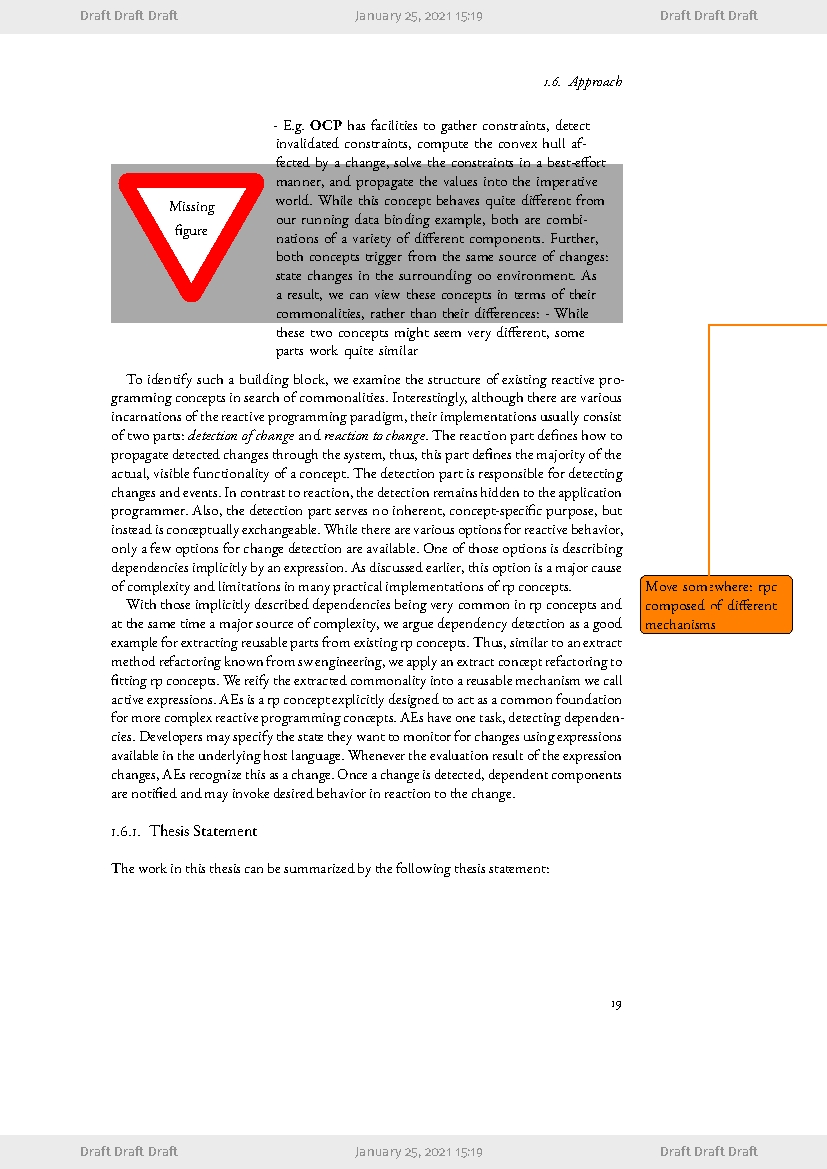 Draft Draft Draft January 25, 2021 15:19 Draft Draft Draft
1.6. Approach
Missing
figure
- E.g. OCP has facilities to gather constraints, detect
invalidated constraints, compute the convex hull af-
fected by a change, solve the constraints in a best-effort
manner, and propagate the values into the imperative
world. While this concept behaves quite different from
our running data binding example, both are combi-
nations of a variety of different components. Further,
both concepts trigger from the same source of changes:
state changes in the surrounding oo environment. As
a result, we can view these concepts in terms of their
commonalities, rather than their differences: - While
these two concepts might seem very different, some
parts work quite similar
To identify such a building block, we examine the structure of existing reactive pro-
gramming concepts in search of commonalities. Interestingly, although there are various
incarnations of the reactive programming paradigm, their implementations usually consist
of two parts: detection of change and reaction to change. The reaction part defines how to
propagate detected changes through the system, thus, this part defines the majority of the
actual, visible functionality of a concept. The detection part is responsible for detecting
changes and events. In contrast to reaction, the detection remains hidden to the application
programmer. Also, the detection part serves no inherent, concept-specific purpose, but
instead is conceptually exchangeable. While there are various options for reactive behavior,
only a few options for change detection are available. One of those options is describing
dependencies implicitly by an expression. As discussed earlier, this option is a major cause
of complexity and limitations in many practical implementations of rp concepts.
With those implicitly described dependencies being very common in rp concepts and
at the same time a major source of complexity, we argue dependency detection as a good
example for extracting reusable parts from existing rp concepts. Thus, similar to an extract
method refactoring known from sw engineering, we apply an extract concept refactoring to
fitting rp concepts. We reify the extracted commonality into a reusable mechanism we call
active expressions. AEs is a rp concept explicitly designed to act as a common foundation
for more complex reactive programming concepts. AEs have one task, detecting dependen-
cies. Developers may specify the state they want to monitor for changes using expressions
available in the underlying host language. Whenever the evaluation result of the expression
changes, AEs recognize this as a change. Once a change is detected, dependent components
are notified and may invoke desired behavior in reaction to the change.
Move somewhere: rpc
composed of different
mechanisms
1.6.1. Thesis Statement
The work in this thesis can be summarized by the following thesis statement:
19
Draft Draft Draft January 25, 2021 15:19 Draft Draft Draft